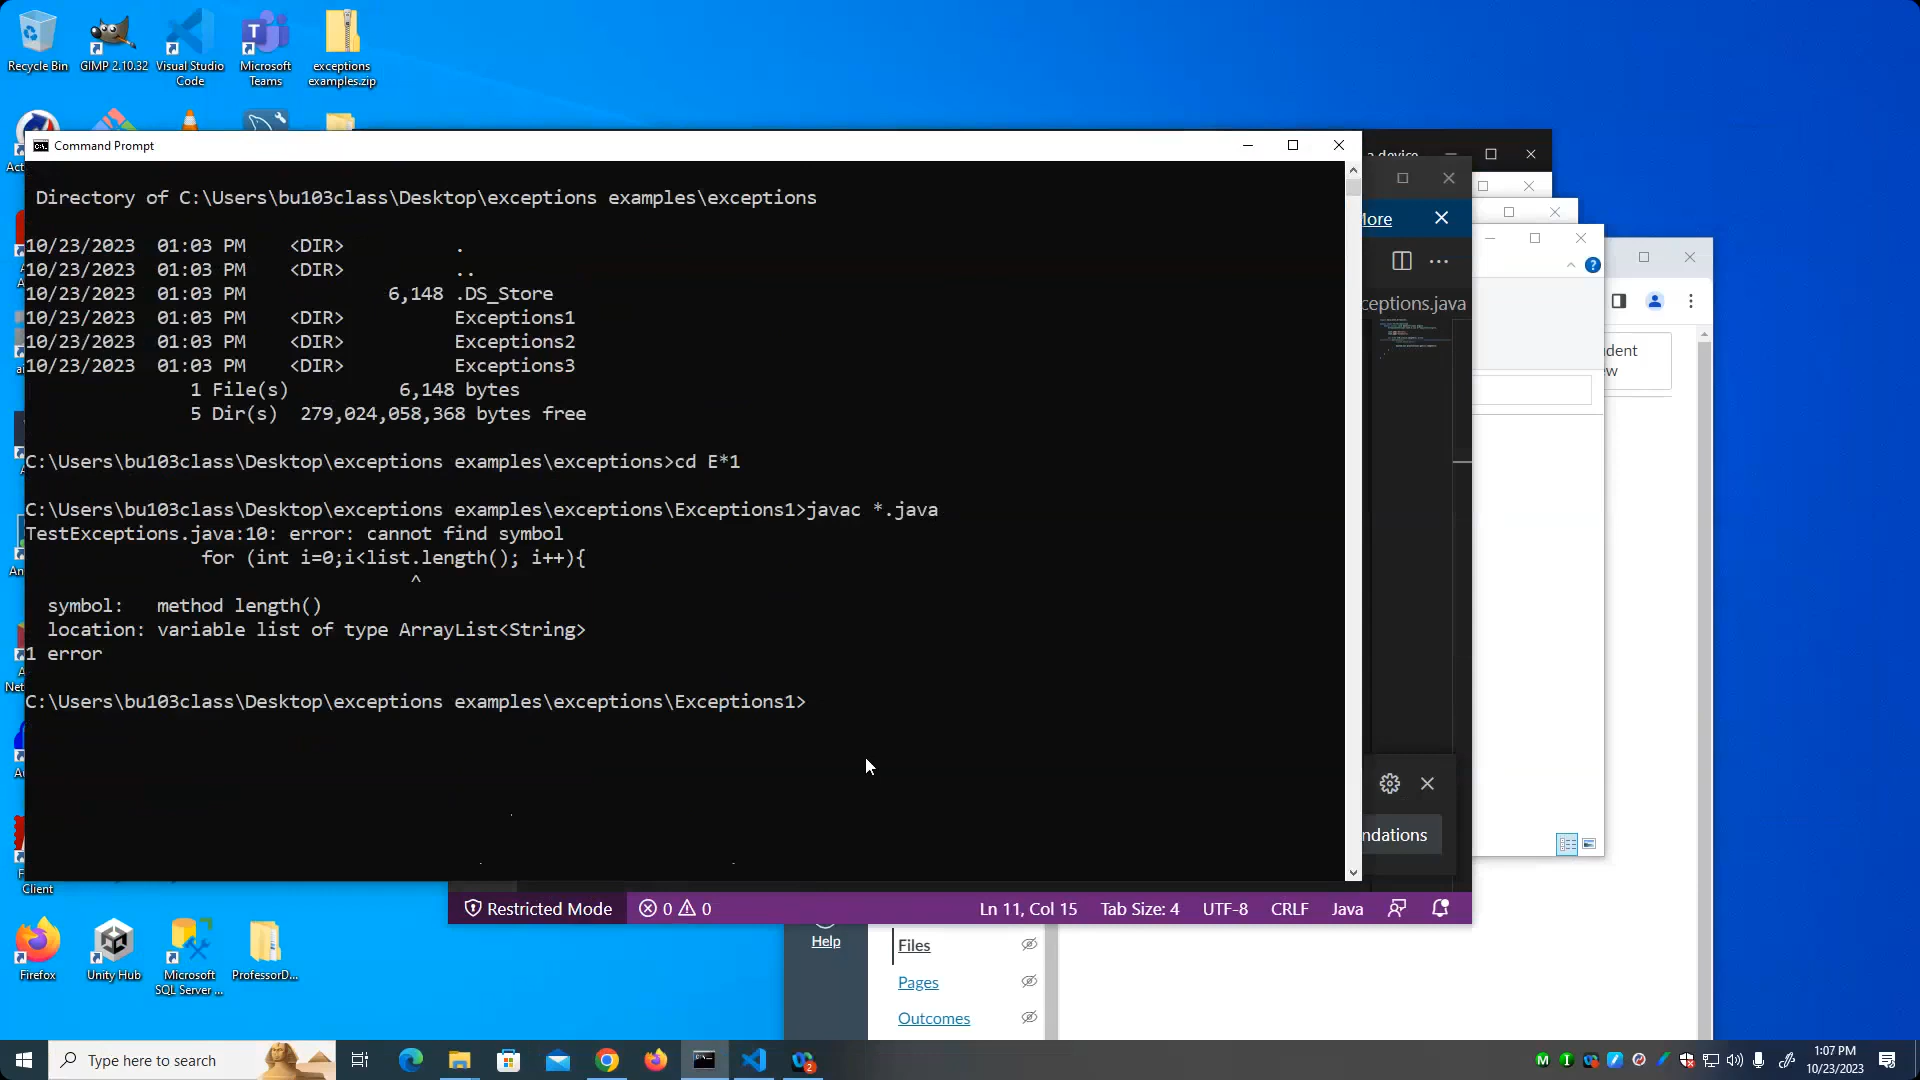 Recycle Bin
GIMP 2.10.32
Visual Studio
Code
Microsoft
Teams
exceptions
examples.zip
Command Prompt
a device
Directory of C:\Users\bu103class\Desktop\exceptions examples\exceptions
10/23/2023  01:03 PM    <DIR>          .
10/23/2023  01:03 PM    <DIR>          ..
10/23/2023  01:03 PM             6,148 .DS_Store
10/23/2023  01:03 PM    <DIR>          Exceptions1
10/23/2023  01:03 PM    <DIR>          Exceptions2
10/23/2023  01:03 PM    <DIR>          Exceptions3
1 File(s)          6,148 bytes
5 Dir(s)  279,024,058,368 bytes free
C:\Users\bu103class\Desktop\exceptions examples\exceptions>cd E*1
C:\Users\bu103class\Desktop\exceptions examples\exceptions\Exceptions1>javac *.java
TestExceptions.java:10: error: cannot find symbol
for (int i=0;i<list.length(); i++){
^
symbol:   method length()
location: variable list of type ArrayList<String>
1 error
C:\Users\bu103class\Desktop\exceptions examples\exceptions\Exceptions1>
lore
ceptions.java
dent
ew
ndations
Restricted Mode
0
0
Ln 11, Col 15
Tab Size: 4
UTF-8
CRLF
Java
Client
Firefox
Unity Hub
Microsoft
SQL Server ...
ProfessorD...
Help
Files
Pages
Outcomes
Type here to search
2
1:07 PM
10/23/2023